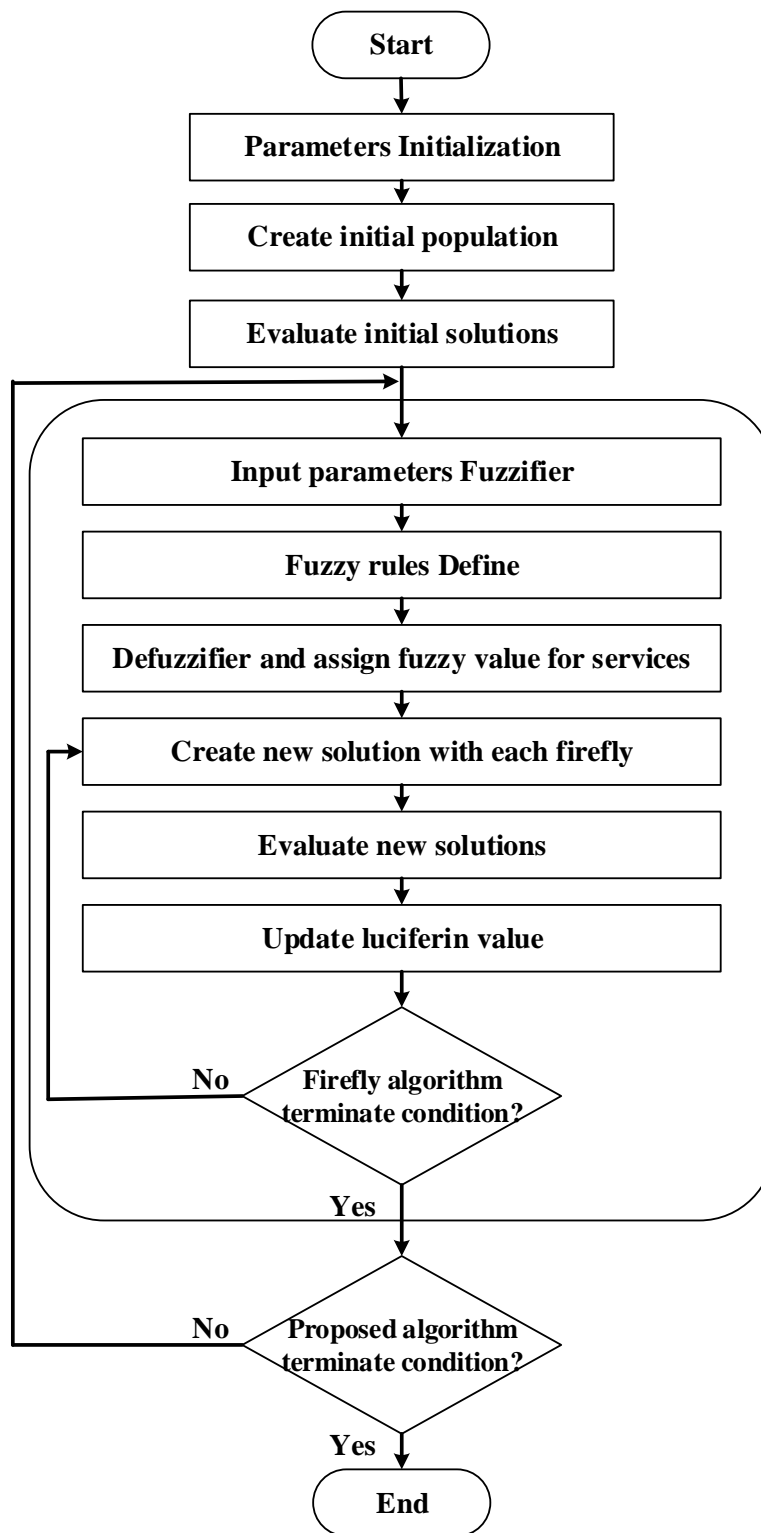 Start
Parameters Initialization
Create initial population
Evaluate initial solutions
Input parameters Fuzzifier
Fuzzy rules Define
Defuzzifier and assign fuzzy value for services
Create new solution with each firefly
Evaluate new solutions
Update luciferin value
No
Firefly algorithm
terminate condition?
Yes
No
Proposed algorithm
terminate condition?
Yes
End